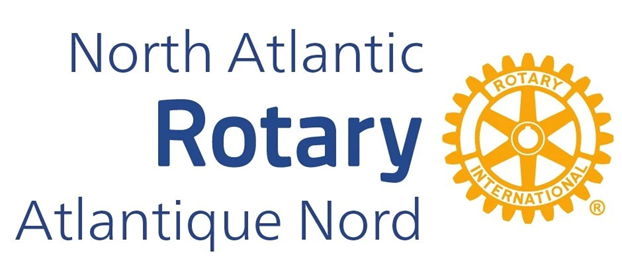 North Atlantic
Rotary
Atlantique Nord
ROTARY
INTERNATIONAL
®